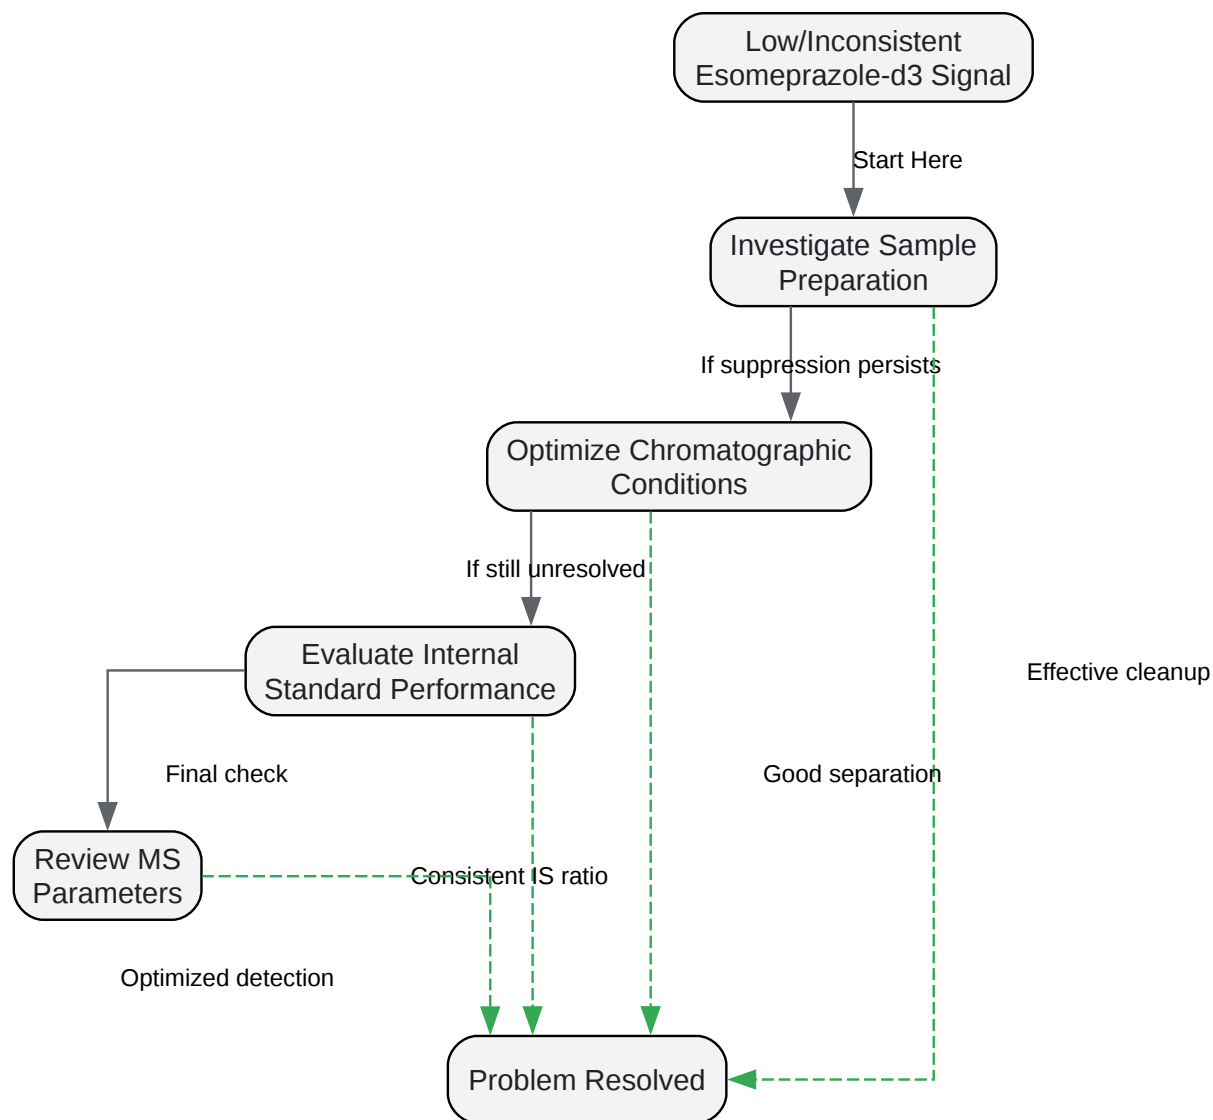 Low/Inconsistent
Esomeprazole-d3 Signal
Start Here
Investigate Sample
Preparation
If suppression persists
Optimize Chromatographic
Conditions
If still unresolved
Evaluate Internal
Standard Performance
Effective cleanup
Final check
Good separation
Review MS
Parameters
Consistent IS ratio
Optimized detection
Problem Resolved